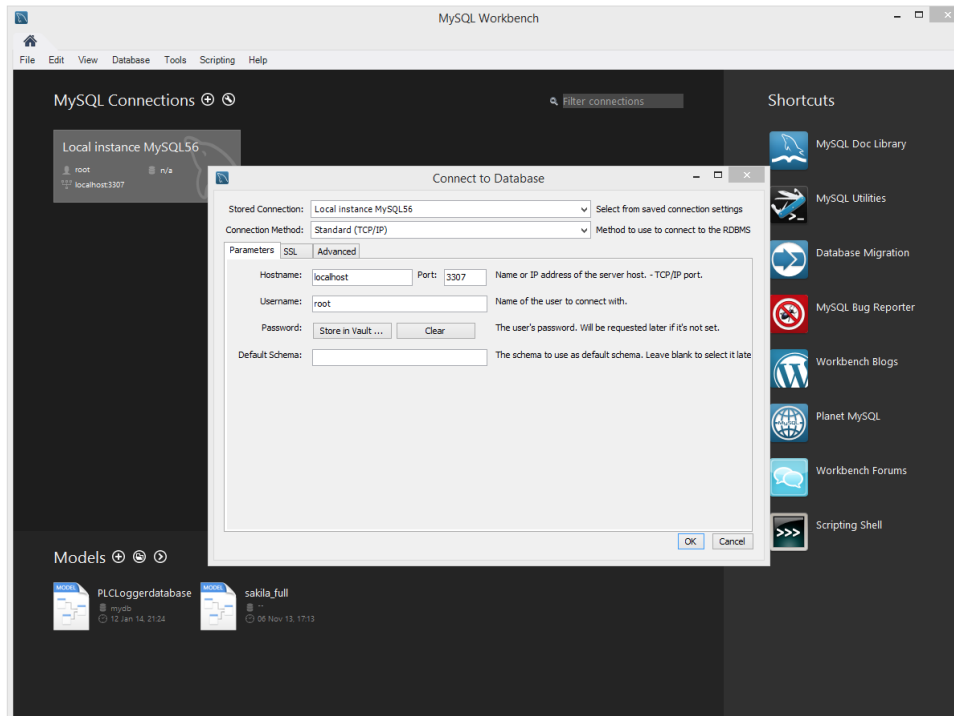 MySQL Workbench
File Edit View Database Tools Scripting Help
MySQL Connections
Filter connections
Shortcuts
Local instance MySQL56
root n/a
localhost:3307
MySQL Doc Library
MySQL Utilities
Database Migration
MySQL Bug Reporter
Workbench Blogs
Planet MySQL
Workbench Forums
>>> Scripting Shell
Connect to Database
Stored Connection: Local instance MySQL56 Select from saved connection settings
Connection Method: Standard (TCP/IP) Method to use to connect to the RDBMS
Parameters SSL Advanced
Hostname: localhost Port: 3307 Name or IP address of the server host. - TCP/IP port.
Username: root Name of the user to connect with.
Password: Store in Vault ... Clear The user's password. Will be requested later if it's not set.
Default Schema: The schema to use as default schema. Leave blank to select it late
OK Cancel
Models
MODEL PLCLoggerdatabase
mydb
12 Jan 14, 21:24
MODEL sakila_full
--
06 Nov 13, 17:13